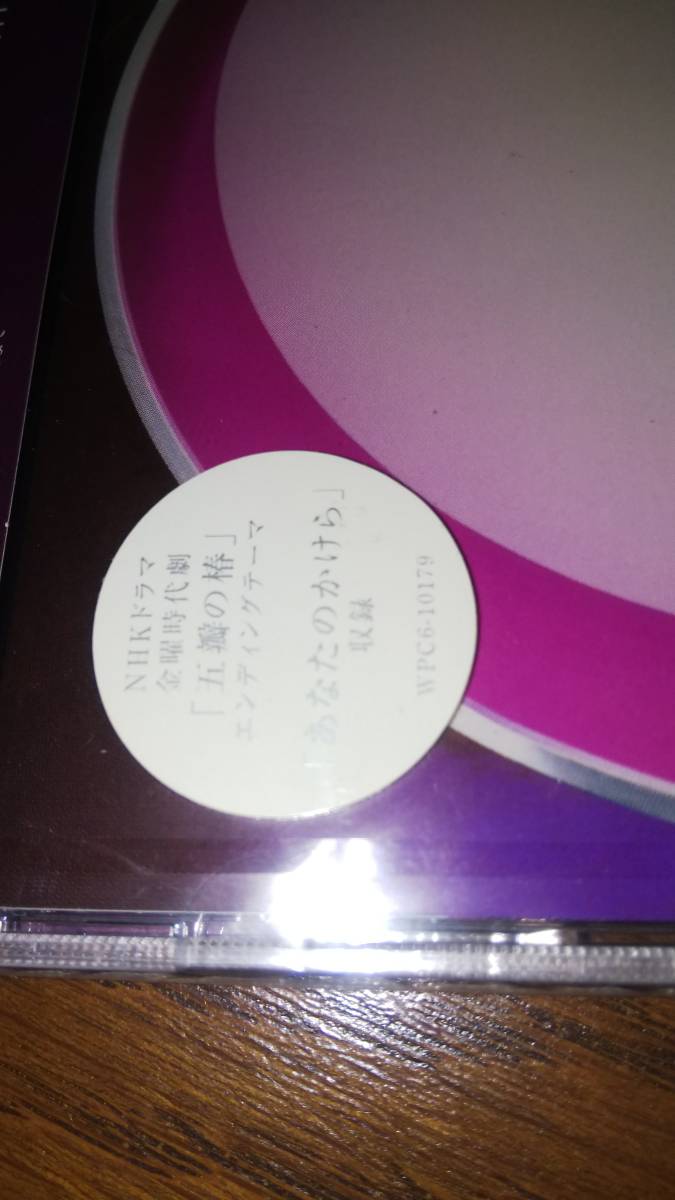 NHKドラマ
金曜時代劇
「五瓣の椿」
エンディングテーマ
「あなたのかけら」
収録
WPC6-10179